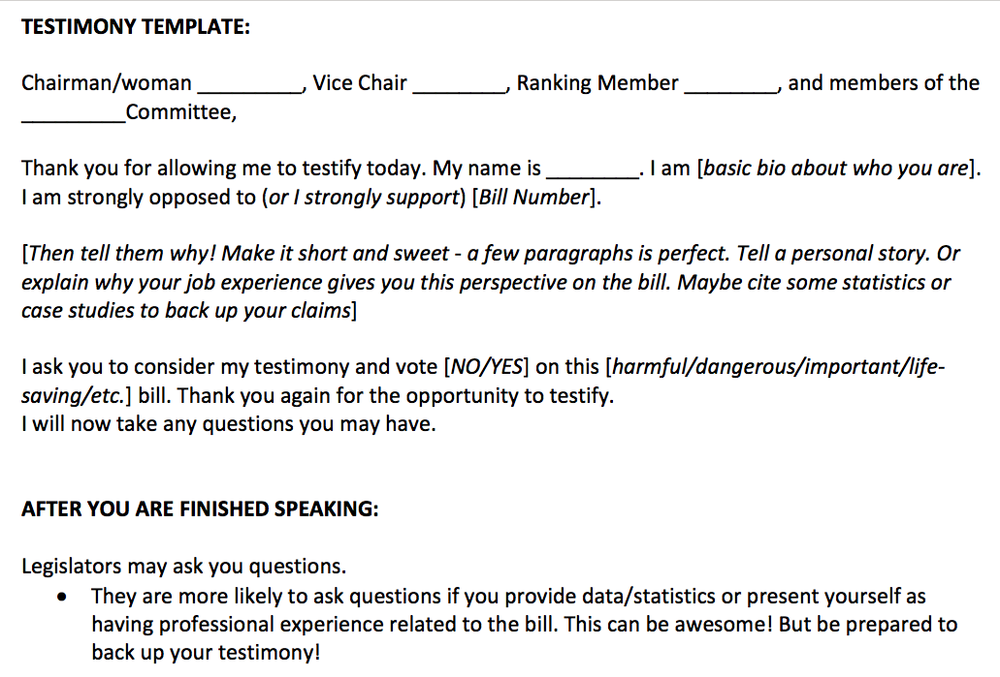 TESTIMONY TEMPLATE:
Chairman/woman _________, Vice Chair ________, Ranking Member ________, and members of the
_________Committee,
Thank you for allowing me to testify today. My name is ________. I am [basic bio about who you are].
I am strongly opposed to (or I strongly support) [Bill Number].
[Then tell them why! Make it short and sweet - a few paragraphs is perfect. Tell a personal story. Or
explain why your job experience gives you this perspective on the bill. Maybe cite some statistics or
case studies to back up your claims]
I ask you to consider my testimony and vote [NO/YES] on this [harmful/dangerous/important/life-
saving/etc.] bill. Thank you again for the opportunity to testify.
I will now take any questions you may have.
AFTER YOU ARE FINISHED SPEAKING:
Legislators may ask you questions.
• They are more likely to ask questions if you provide data/statistics or present yourself as
having professional experience related to the bill. This can be awesome! But be prepared to
back up your testimony!